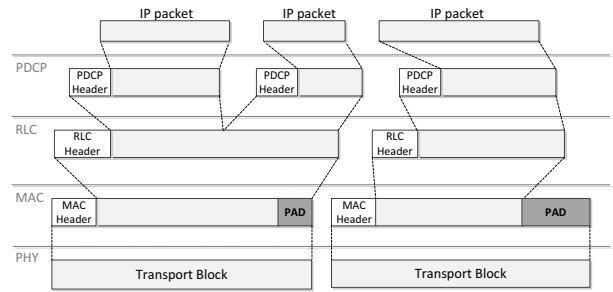 IP packet
IP packet
IP packet
PDCP
PDCP
Header
PDCP
Header
PDCP
Header
RLC
RLC
Header
RLC
Header
MAC
MAC
Header
PAD
MAC
Header
PAD
PHY
Transport Block
Transport Block